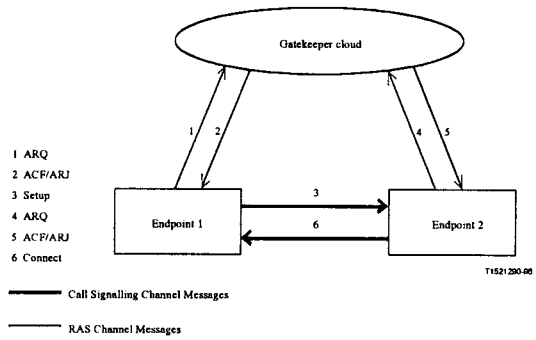 Gatekeeper cloud
1
2
4
5
1 ARQ
2 ACF/ARJ
3 Setup
4 ARQ
5 ACF/ARJ
6 Connect
Endpoint 1
3
6
Endpoint 2
T1521290-96
Call Signalling Channel Messages
RAS Channel Messages